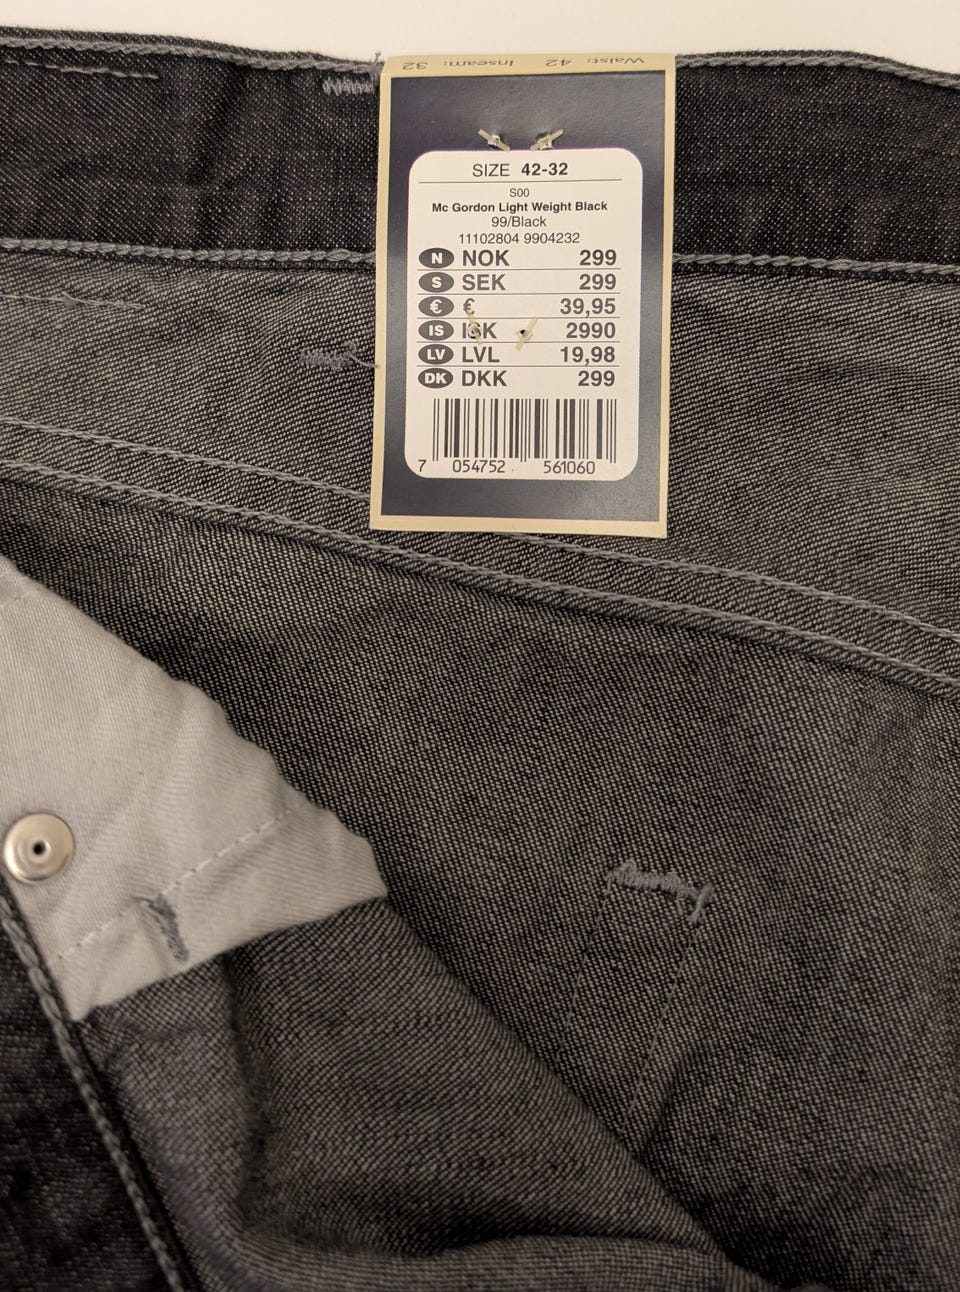 Waist: 42 Inseam: 32
SIZE 42-32
S00
Mc Gordon Light Weight Black
99/Black
11102804 9904232
N NOK 299
S SEK 299
€ € 39,95
IS ISK 2990
LV LVL 19,98
DK DKK 299
7 054752 561060